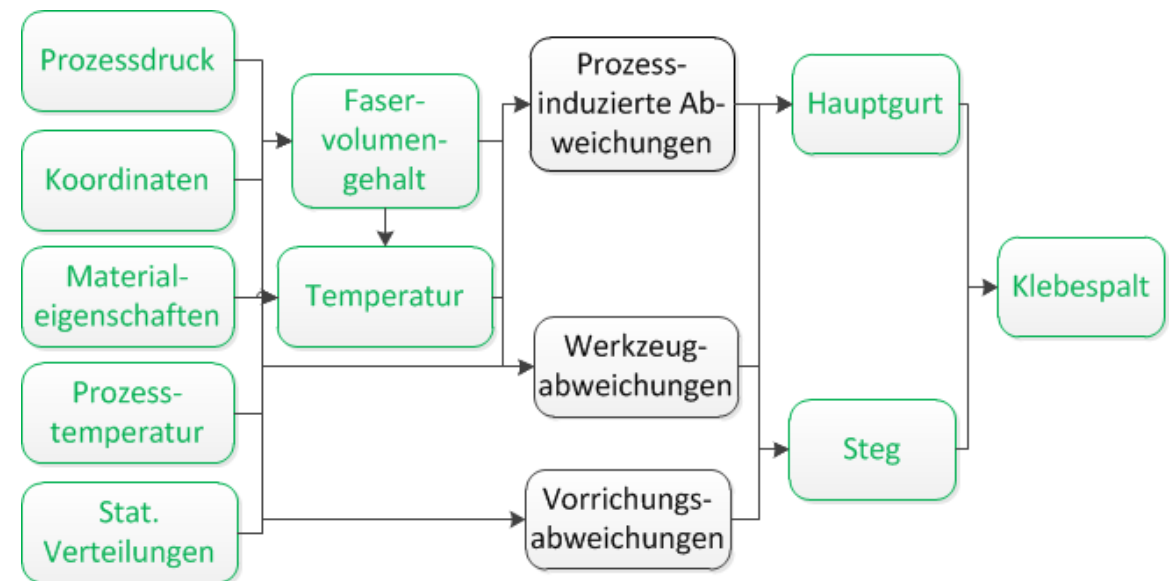 Prozessdruck
Koordinaten
Material-
eigenschaften
Prozess-
temperatur
Stat.
Verteilungen
Faser-
volumen-
gehalt
Temperatur
Prozess-
induzierte Ab-
weichungen
Werkzeug-
abweichungen
Vorrichungs-
abweichungen
Hauptgurt
Steg
Klebespalt